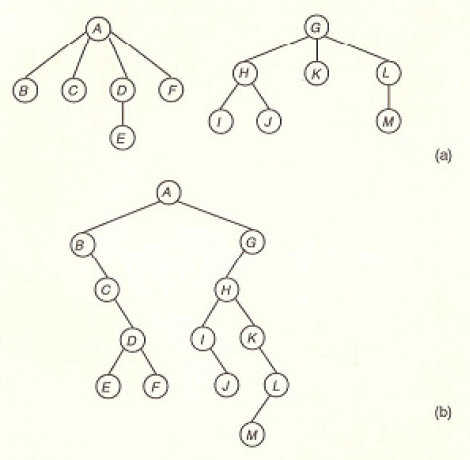 A
G
B C D F
H K L
E
I J M
(a)
A
B G
C H
D I K
E F J L
M
(b)